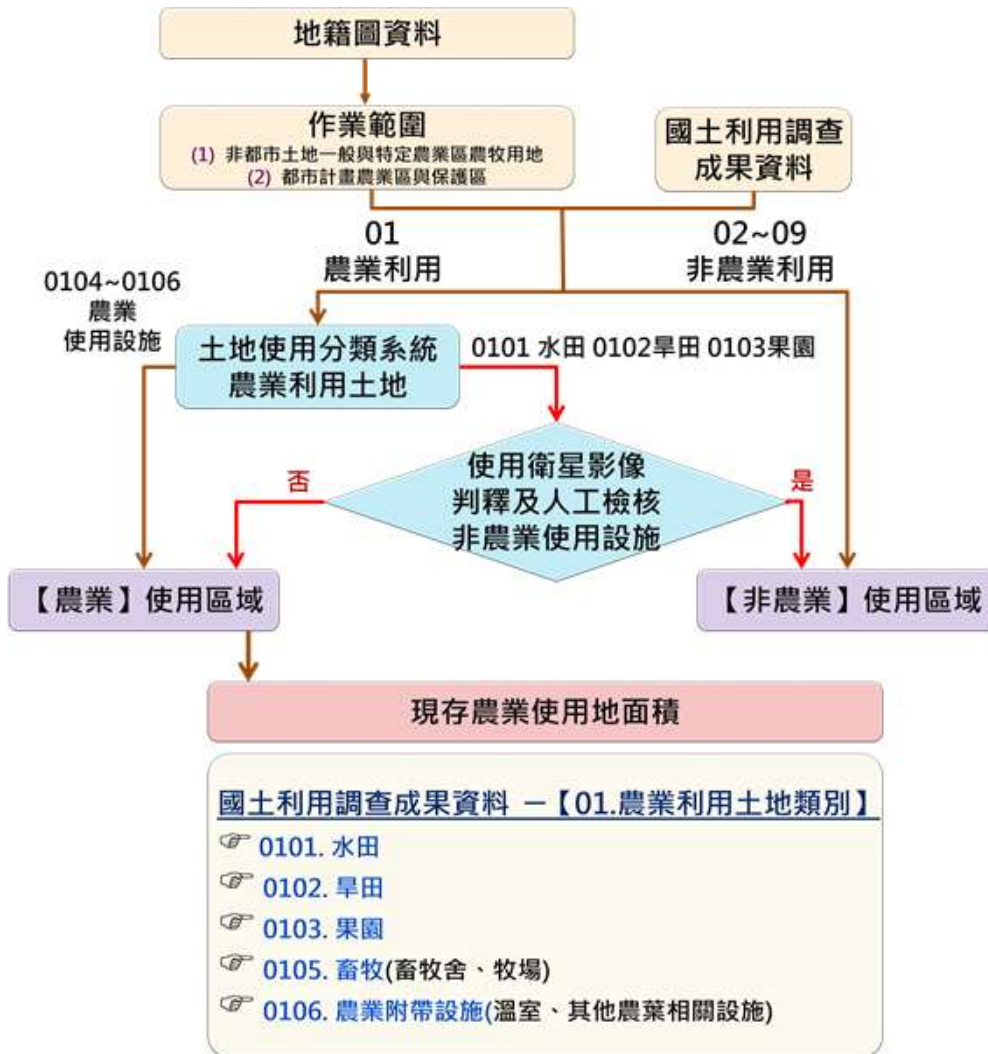 地籍圖資料
作業範圍
(1) 非都市土地一般與特定農業區農牧用地
(2) 都市計畫農業區與保護區
國土利用調查
成果資料
01
農業利用
02~09
非農業利用
0104~0106
農業
使用設施
土地使用分類系統
農業利用土地
0101 水田 0102旱田 0103果園
使用衛星影像
判釋及人工檢核
非農業使用設施
否
是
【農業】使用區域
【非農業】使用區域
現存農業使用地面積
國土利用調查成果資料 －【01.農業利用土地類別】
☞ 0101. 水田
☞ 0102. 旱田
☞ 0103. 果園
☞ 0105. 畜牧(畜牧舍、牧場)
☞ 0106. 農業附帶設施(溫室、其他農葉相關設施)